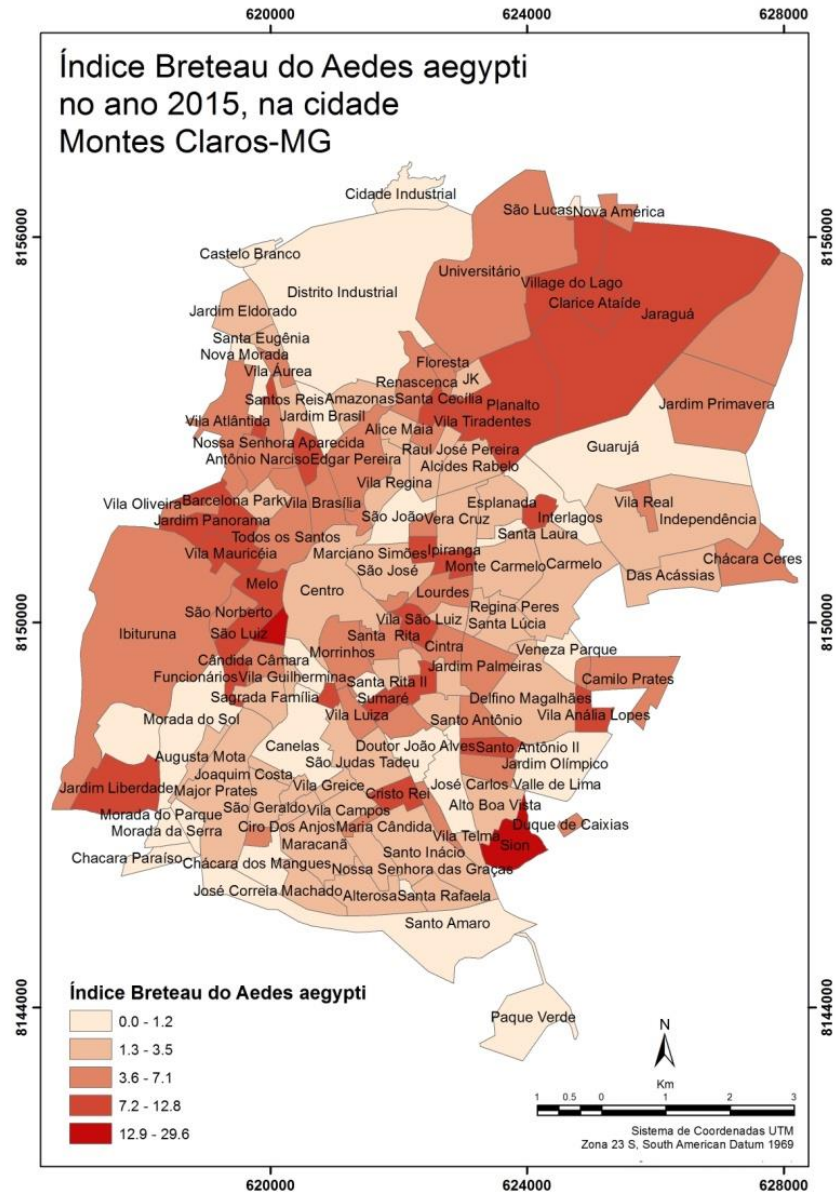 620000 624000 628000
Índice Breteau do Aedes aegypti
no ano 2015, na cidade
Montes Claros-MG
Cidade Industrial
São Lucas Nova América
8156000 8156000
Castelo Branco
Universitário
Village do Lago
Distrito Industrial
Clarice Ataíde
Jardim Eldorado
Jaraguá
Santa Eugênia
Nova Morada
Floresta
Vila Áurea
Renascença JK
Santos Reis Amazonas Santa Cecília
Planalto
Jardim Primavera
Jardim Brasil
Vila Atlântida
Vila Tiradentes
Alice Maia
Nossa Senhora Aparecida
Raul José Pereira
Guarujá
Antônio Narciso Edgar Pereira
Alcides Rabelo
Vila Regina
Vila Oliveira Barcelona Park Vila Brasília
Esplanada
Vila Real
Jardim Panorama
São João Vera Cruz
Interlagos
Independência
Todos os Santos
Santa Laura
Vila Mauricéia
Marciano Simões Ipiranga
Chácara Ceres
São José
Monte Carmelo Carmelo
Das Acássias
Melo
Centro
Lourdes
São Norberto
Regina Peres
8150000 8150000
Ibituruna
São Luiz
Vila São Luiz
Santa Lúcia
Santa Rita
Morrinhos
Cintra
Veneza Parque
Cândida Câmara
Jardim Palmeiras
Funcionários Vila Guilhermina
Santa Rita II
Camilo Prates
Sagrada Família
Sumaré
Delfino Magalhães
Morada do Sol
Vila Luiza
Santo Antônio
Vila Anália Lopes
Canelas
Doutor João Alves Santo Antônio II
Augusta Mota
São Judas Tadeu
Jardim Olímpico
Joaquim Costa
Jardim Liberdade Major Prates
Vila Greice
José Carlos Valle de Lima
Cristo Rei
São Geraldo Vila Campos
Alto Boa Vista
Morada do Parque
Morada da Serra
Ciro Dos Anjos Maria Cândida
Duque de Caixias
Vila Telma
Maracanã
Sion
Chacara Paraíso
Santo Inácio
Chácara dos Mangues
Nossa Senhora das Graças
José Correia Machado
Alterosa Santa Rafaela
Santo Amaro
8144000 8144000
Paque Verde
Índice Breteau do Aedes aegypti
0.0 - 1.2
1.3 - 3.5
3.6 - 7.1
7.2 - 12.8
12.9 - 29.6
N
Km
1 0.5 0 1 2 3
Sistema de Coordenadas UTM
Zona 23 S, South American Datum 1969
620000 624000 628000